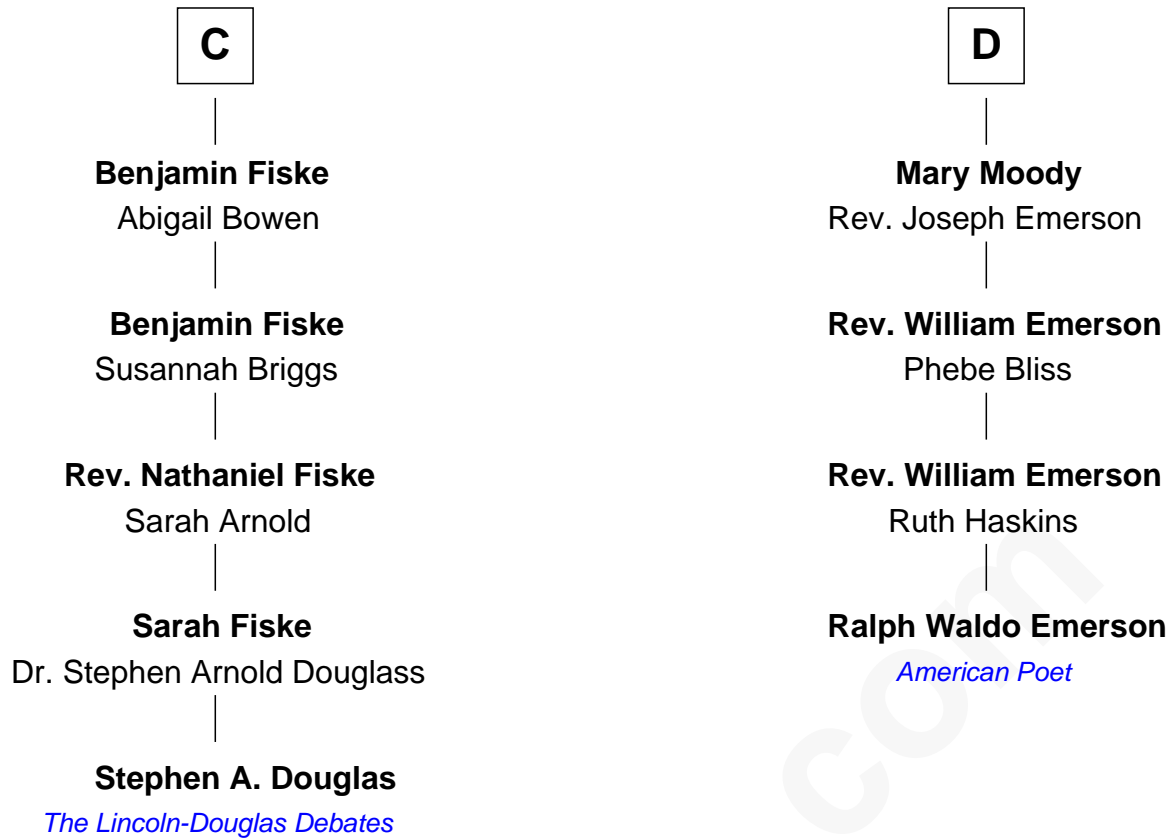 C
Benjamin Fiske
Abigail Bowen
Benjamin Fiske
Susannah Briggs
Rev. Nathaniel Fiske
Sarah Arnold
Sarah Fiske
Dr. Stephen Arnold Douglass
Stephen A. Douglas
The Lincoln-Douglas Debates
D
Mary Moody
Rev. Joseph Emerson
Rev. William Emerson
Phebe Bliss
Rev. William Emerson
Ruth Haskins
Ralph Waldo Emerson
American Poet
com